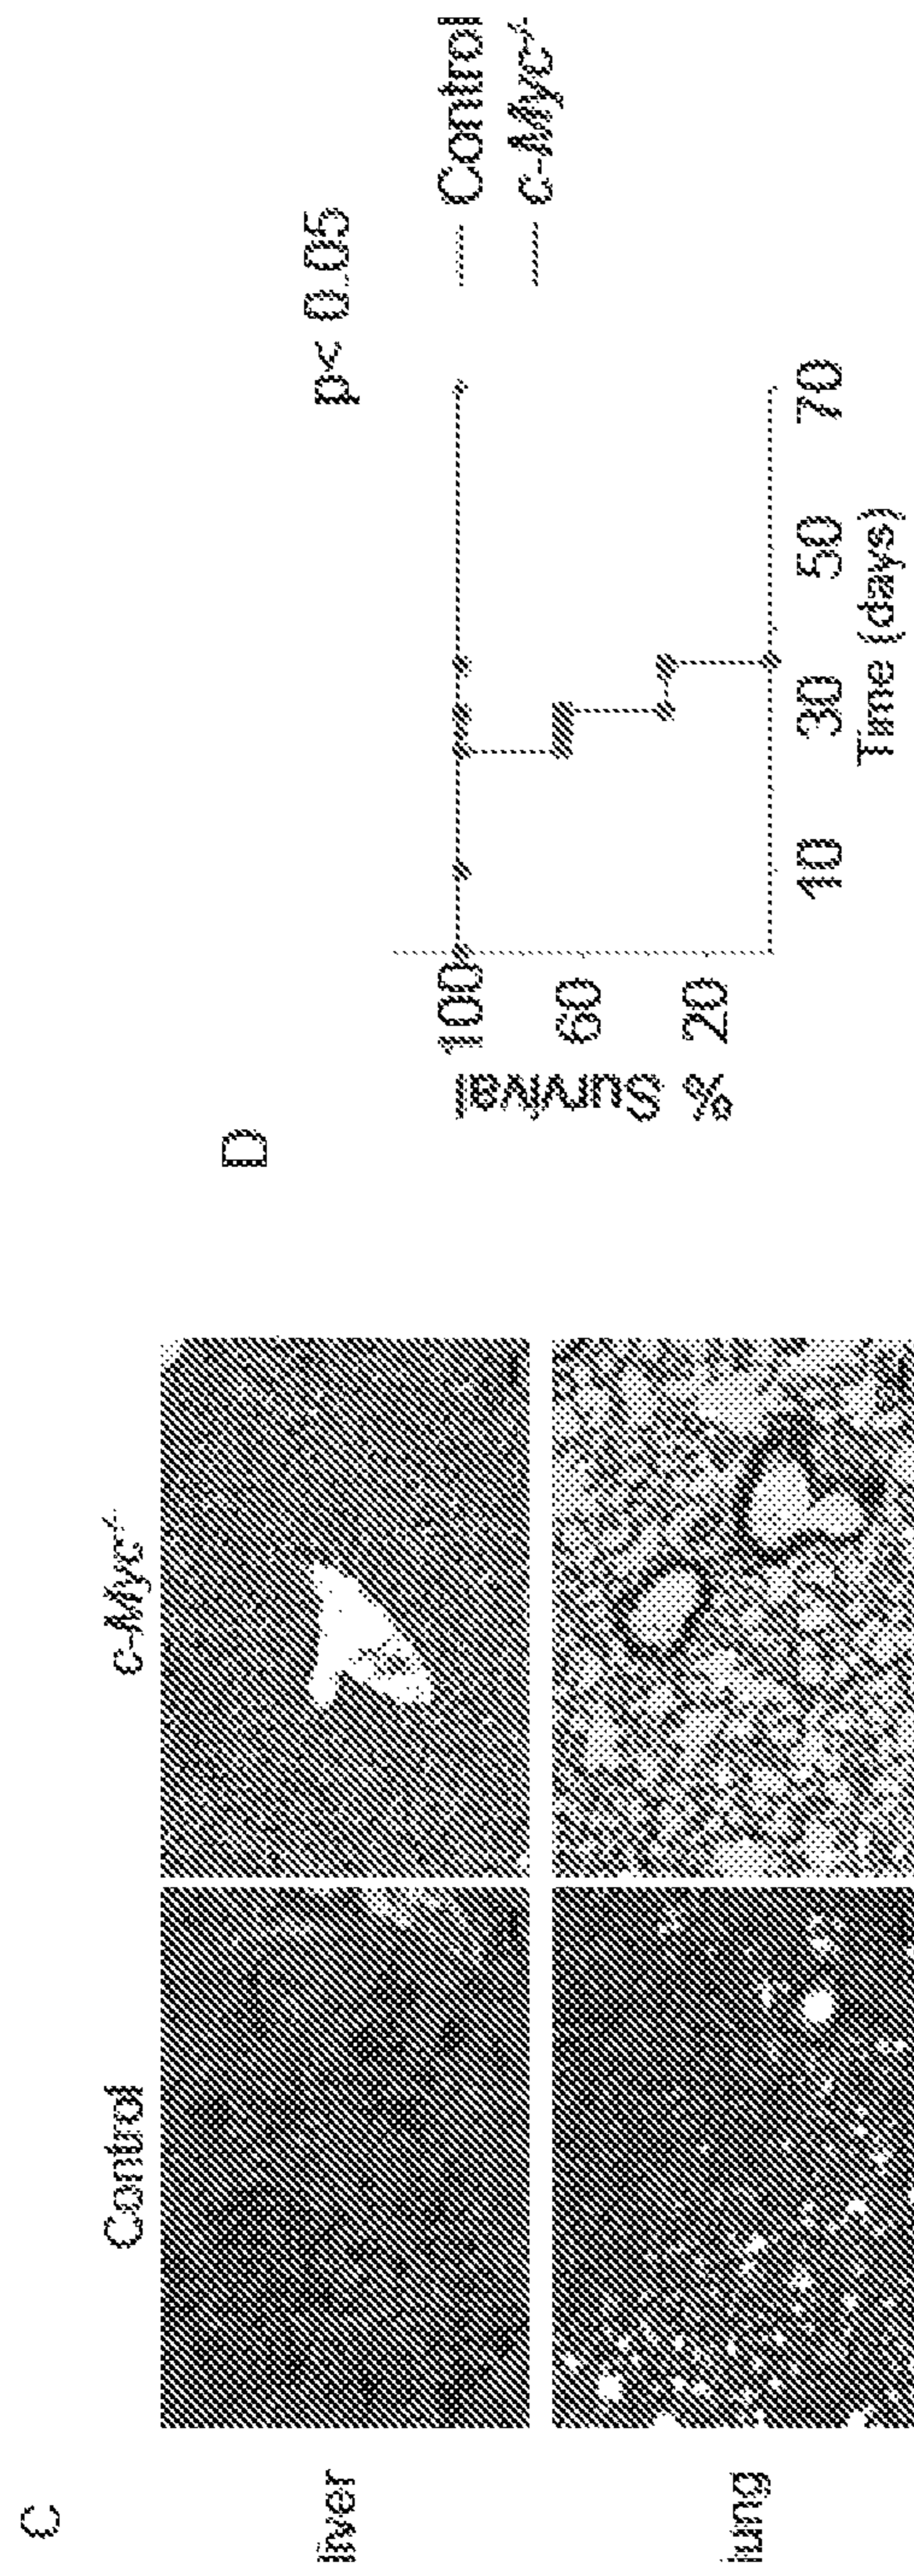 C
Control
c-Myc-/-
liver
lung
D
p< 0.05
% Survival
100
60
20
Control
c-Myc-/-
10
30
50
70
Time (days)